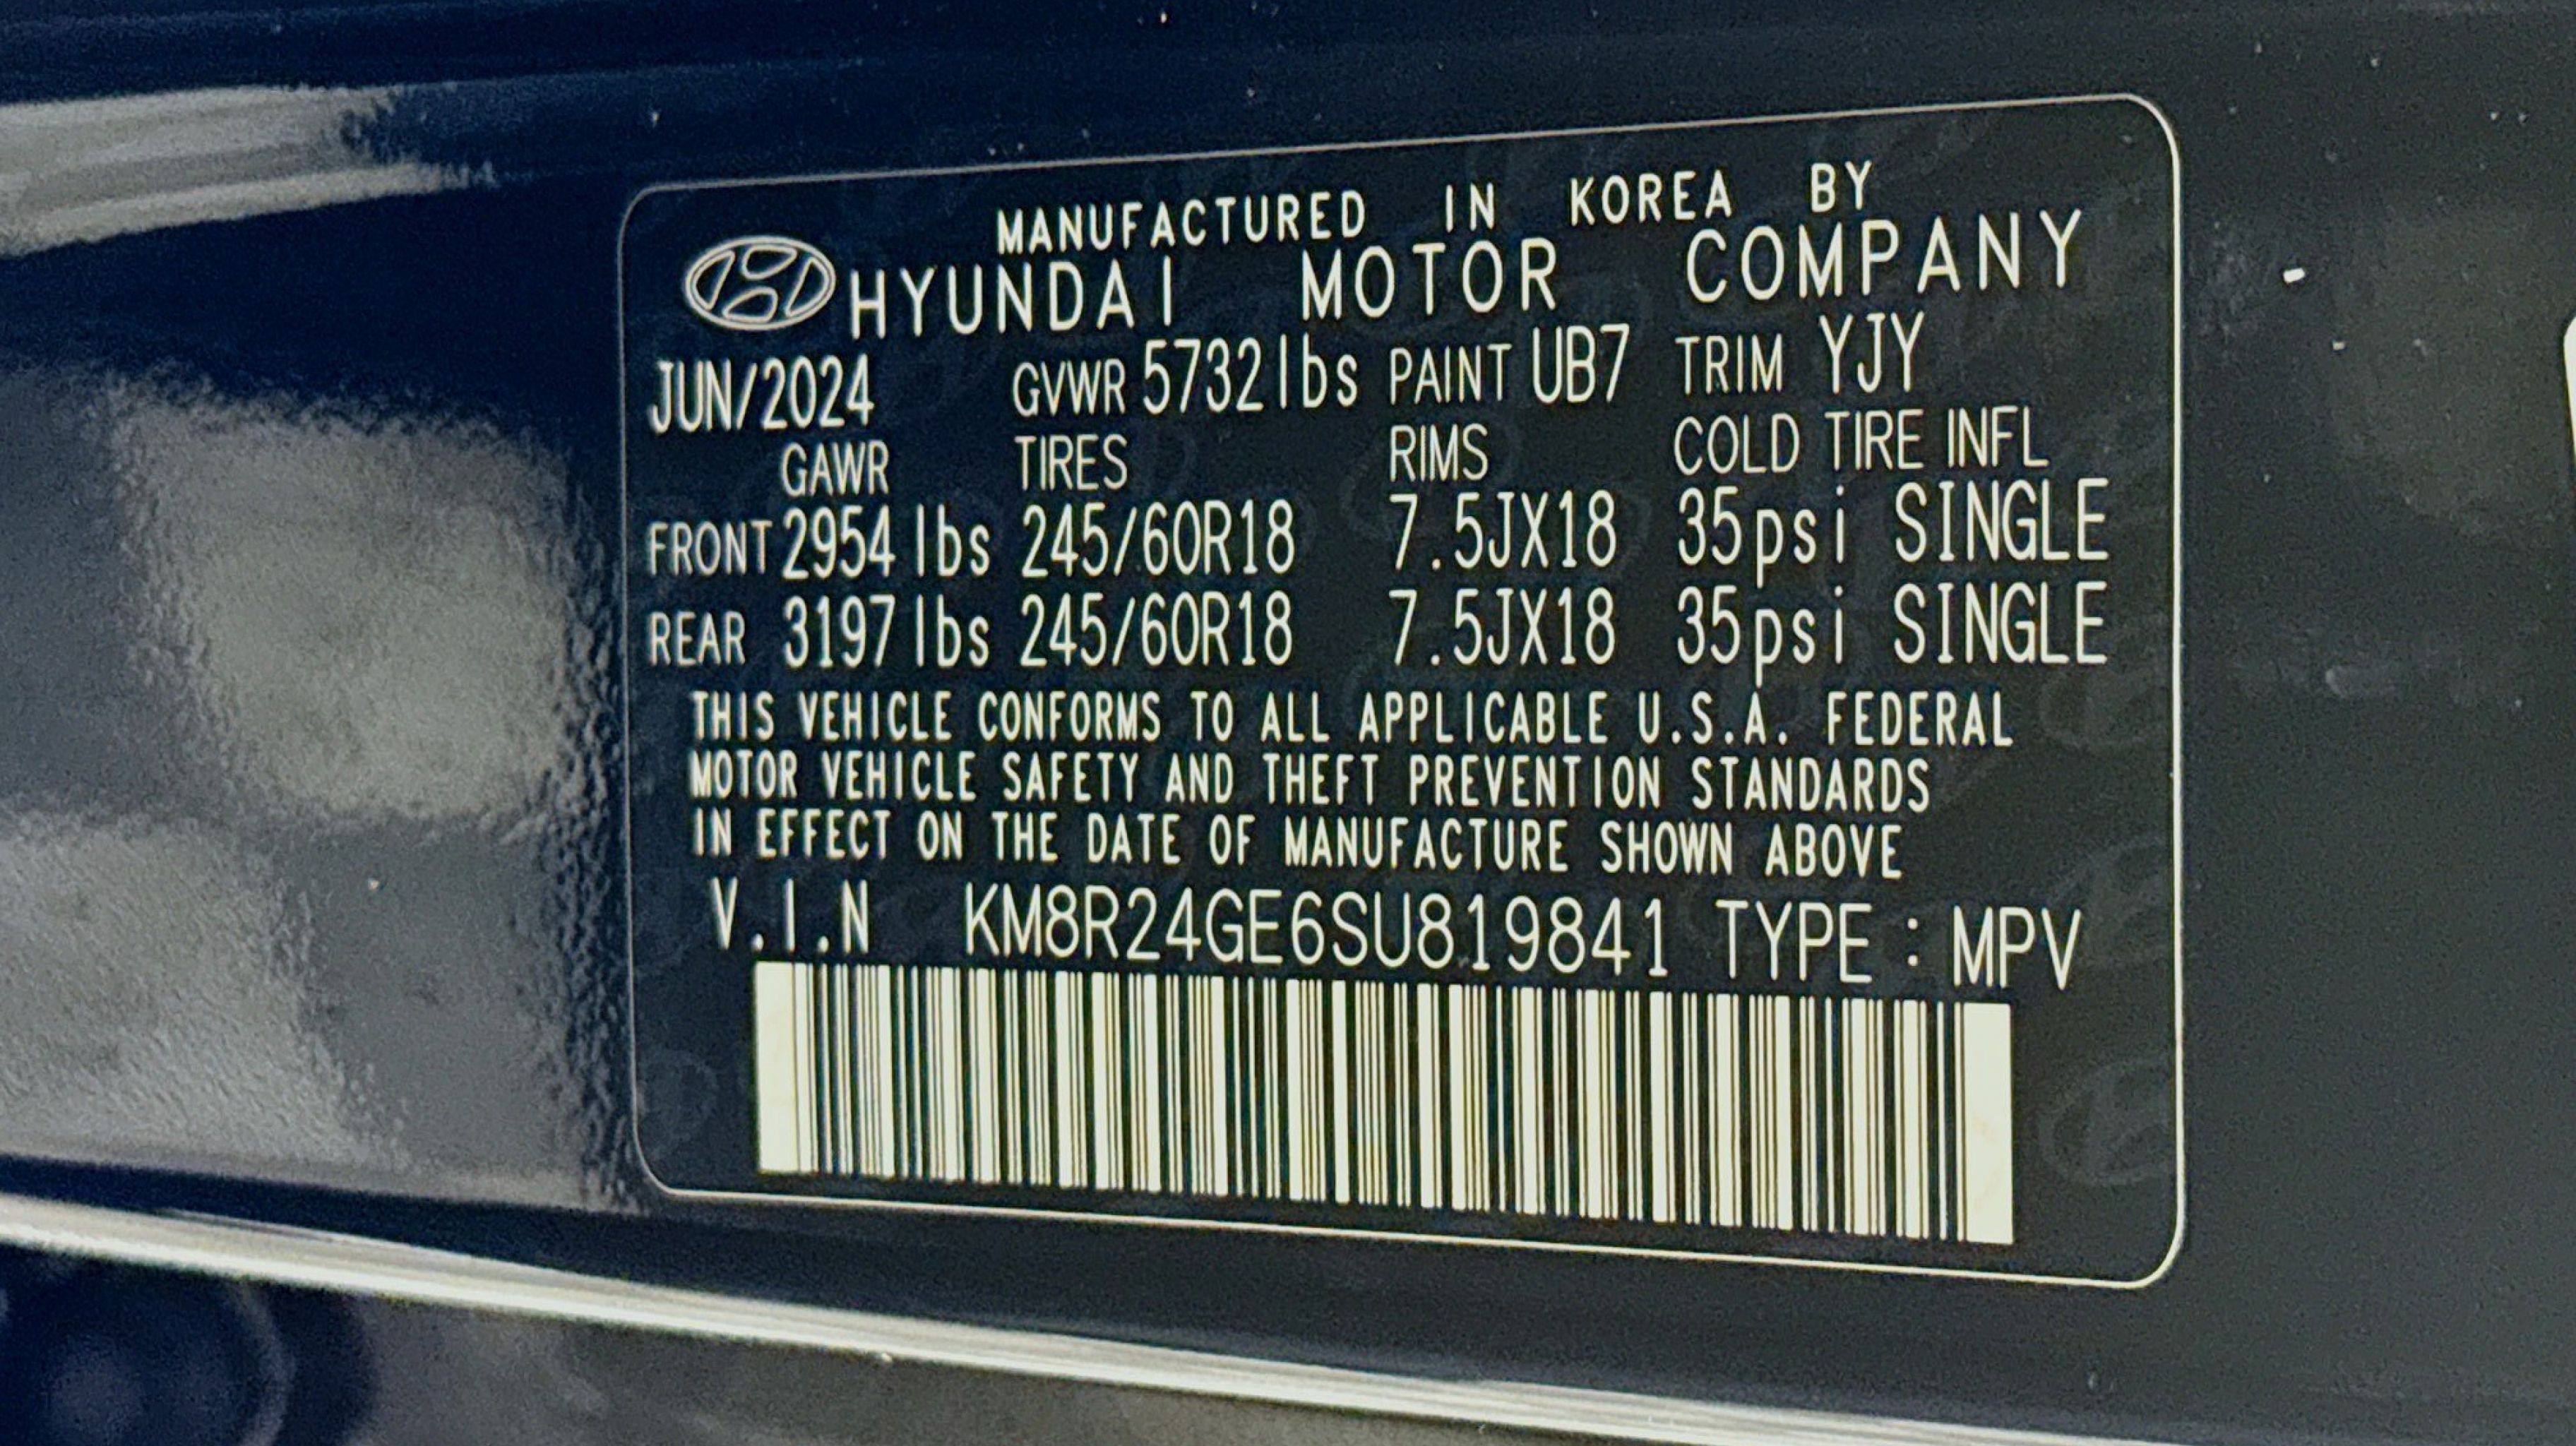 MANUFACTURED IN KOREA BY
HYUNDAI MOTOR COMPANY
JUN/2024 GVWR 5732lbs PAINT UB7 TRIM YJY
GAWR TIRES RIMS COLD TIRE INFL
FRONT 2954lbs 245/60R18 7.5JX18 35psi SINGLE
REAR 3197lbs 245/60R18 7.5JX18 35psi SINGLE
THIS VEHICLE CONFORMS TO ALL APPLICABLE U.S.A. FEDERAL
MOTOR VEHICLE SAFETY AND THEFT PREVENTION STANDARDS
IN EFFECT ON THE DATE OF MANUFACTURE SHOWN ABOVE
V.I.N KM8R24GE6SU819841 TYPE : MPV